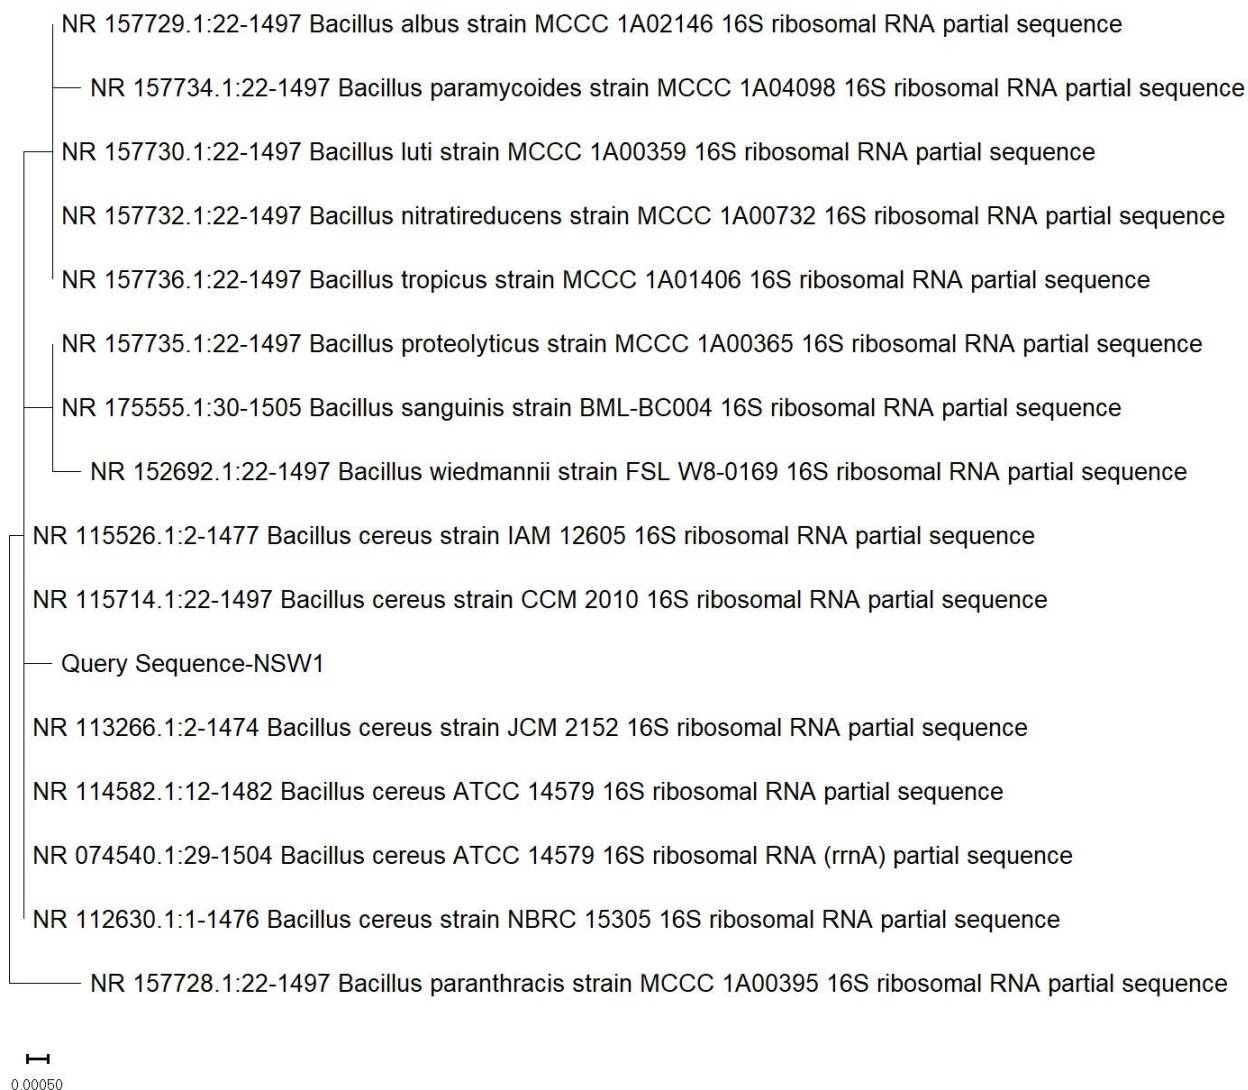 NR 157729.1:22-1497 Bacillus albus strain MCCC 1A02146 16S ribosomal RNA partial sequence
NR 157734.1:22-1497 Bacillus paramycoides strain MCCC 1A04098 16S ribosomal RNA partial sequence
NR 157730.1:22-1497 Bacillus luti strain MCCC 1A00359 16S ribosomal RNA partial sequence
NR 157732.1:22-1497 Bacillus nitratireducens strain MCCC 1A00732 16S ribosomal RNA partial sequence
NR 157736.1:22-1497 Bacillus tropicus strain MCCC 1A01406 16S ribosomal RNA partial sequence
NR 157735.1:22-1497 Bacillus proteolyticus strain MCCC 1A00365 16S ribosomal RNA partial sequence
NR 175555.1:30-1505 Bacillus sanguinis strain BML-BC004 16S ribosomal RNA partial sequence
NR 152692.1:22-1497 Bacillus wiedmannii strain FSL W8-0169 16S ribosomal RNA partial sequence
NR 115526.1:2-1477 Bacillus cereus strain IAM 12605 16S ribosomal RNA partial sequence
NR 115714.1:22-1497 Bacillus cereus strain CCM 2010 16S ribosomal RNA partial sequence
Query Sequence-NSW1
NR 113266.1:2-1474 Bacillus cereus strain JCM 2152 16S ribosomal RNA partial sequence
NR 114582.1:12-1482 Bacillus cereus ATCC 14579 16S ribosomal RNA partial sequence
NR 074540.1:29-1504 Bacillus cereus ATCC 14579 16S ribosomal RNA (rrnA) partial sequence
NR 112630.1:1-1476 Bacillus cereus strain NBRC 15305 16S ribosomal RNA partial sequence
NR 157728.1:22-1497 Bacillus paranthracis strain MCCC 1A00395 16S ribosomal RNA partial sequence
0.00050